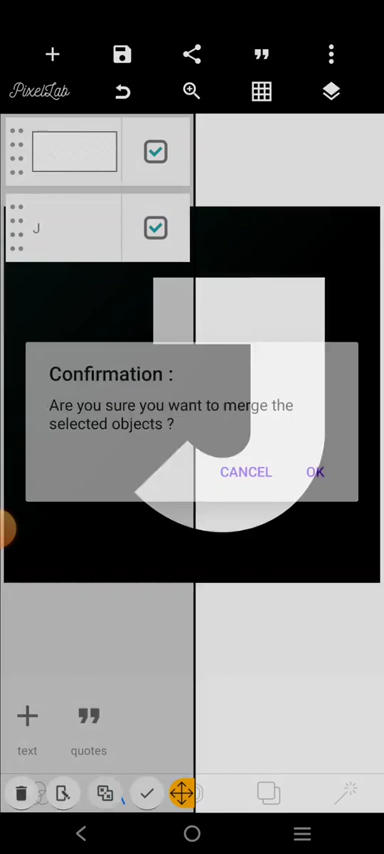 PixelLab
J
J
Confirmation :
Are you sure you want to merge the
selected objects ?
CANCEL OK
text quotes